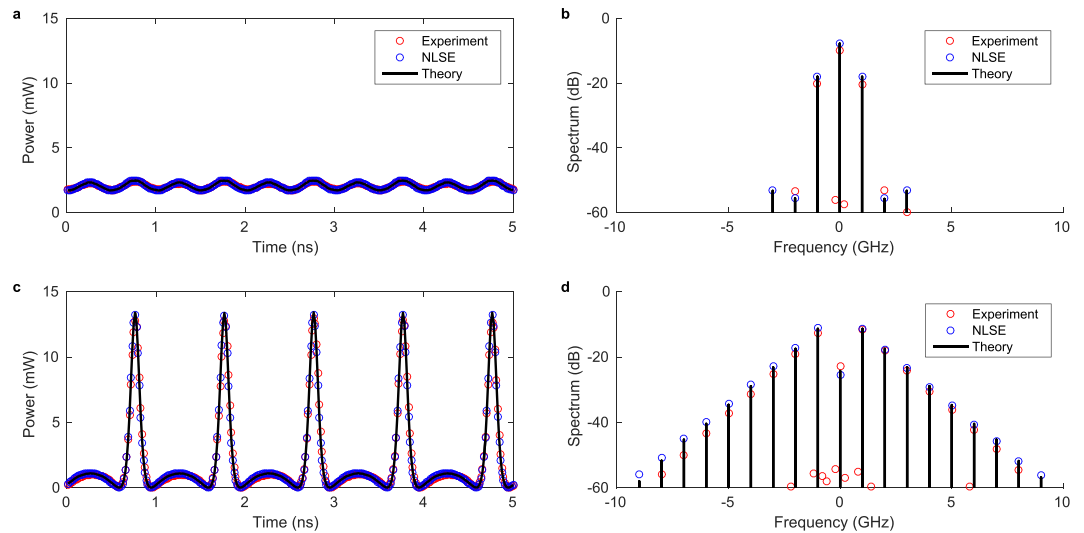 a
15
10
5
0
Power (mW)
Experiment
NLSE
Theory
0 1 2 3 4 5
Time (ns)
b
0
-20
-40
-60
Spectrum (dB)
Experiment
NLSE
Theory
-10 -5 0 5 10
Frequency (GHz)
c
15
10
5
0
Power (mW)
0 1 2 3 4 5
Time (ns)
d
0
-20
-40
-60
Spectrum (dB)
Experiment
NLSE
Theory
-10 -5 0 5 10
Frequency (GHz)